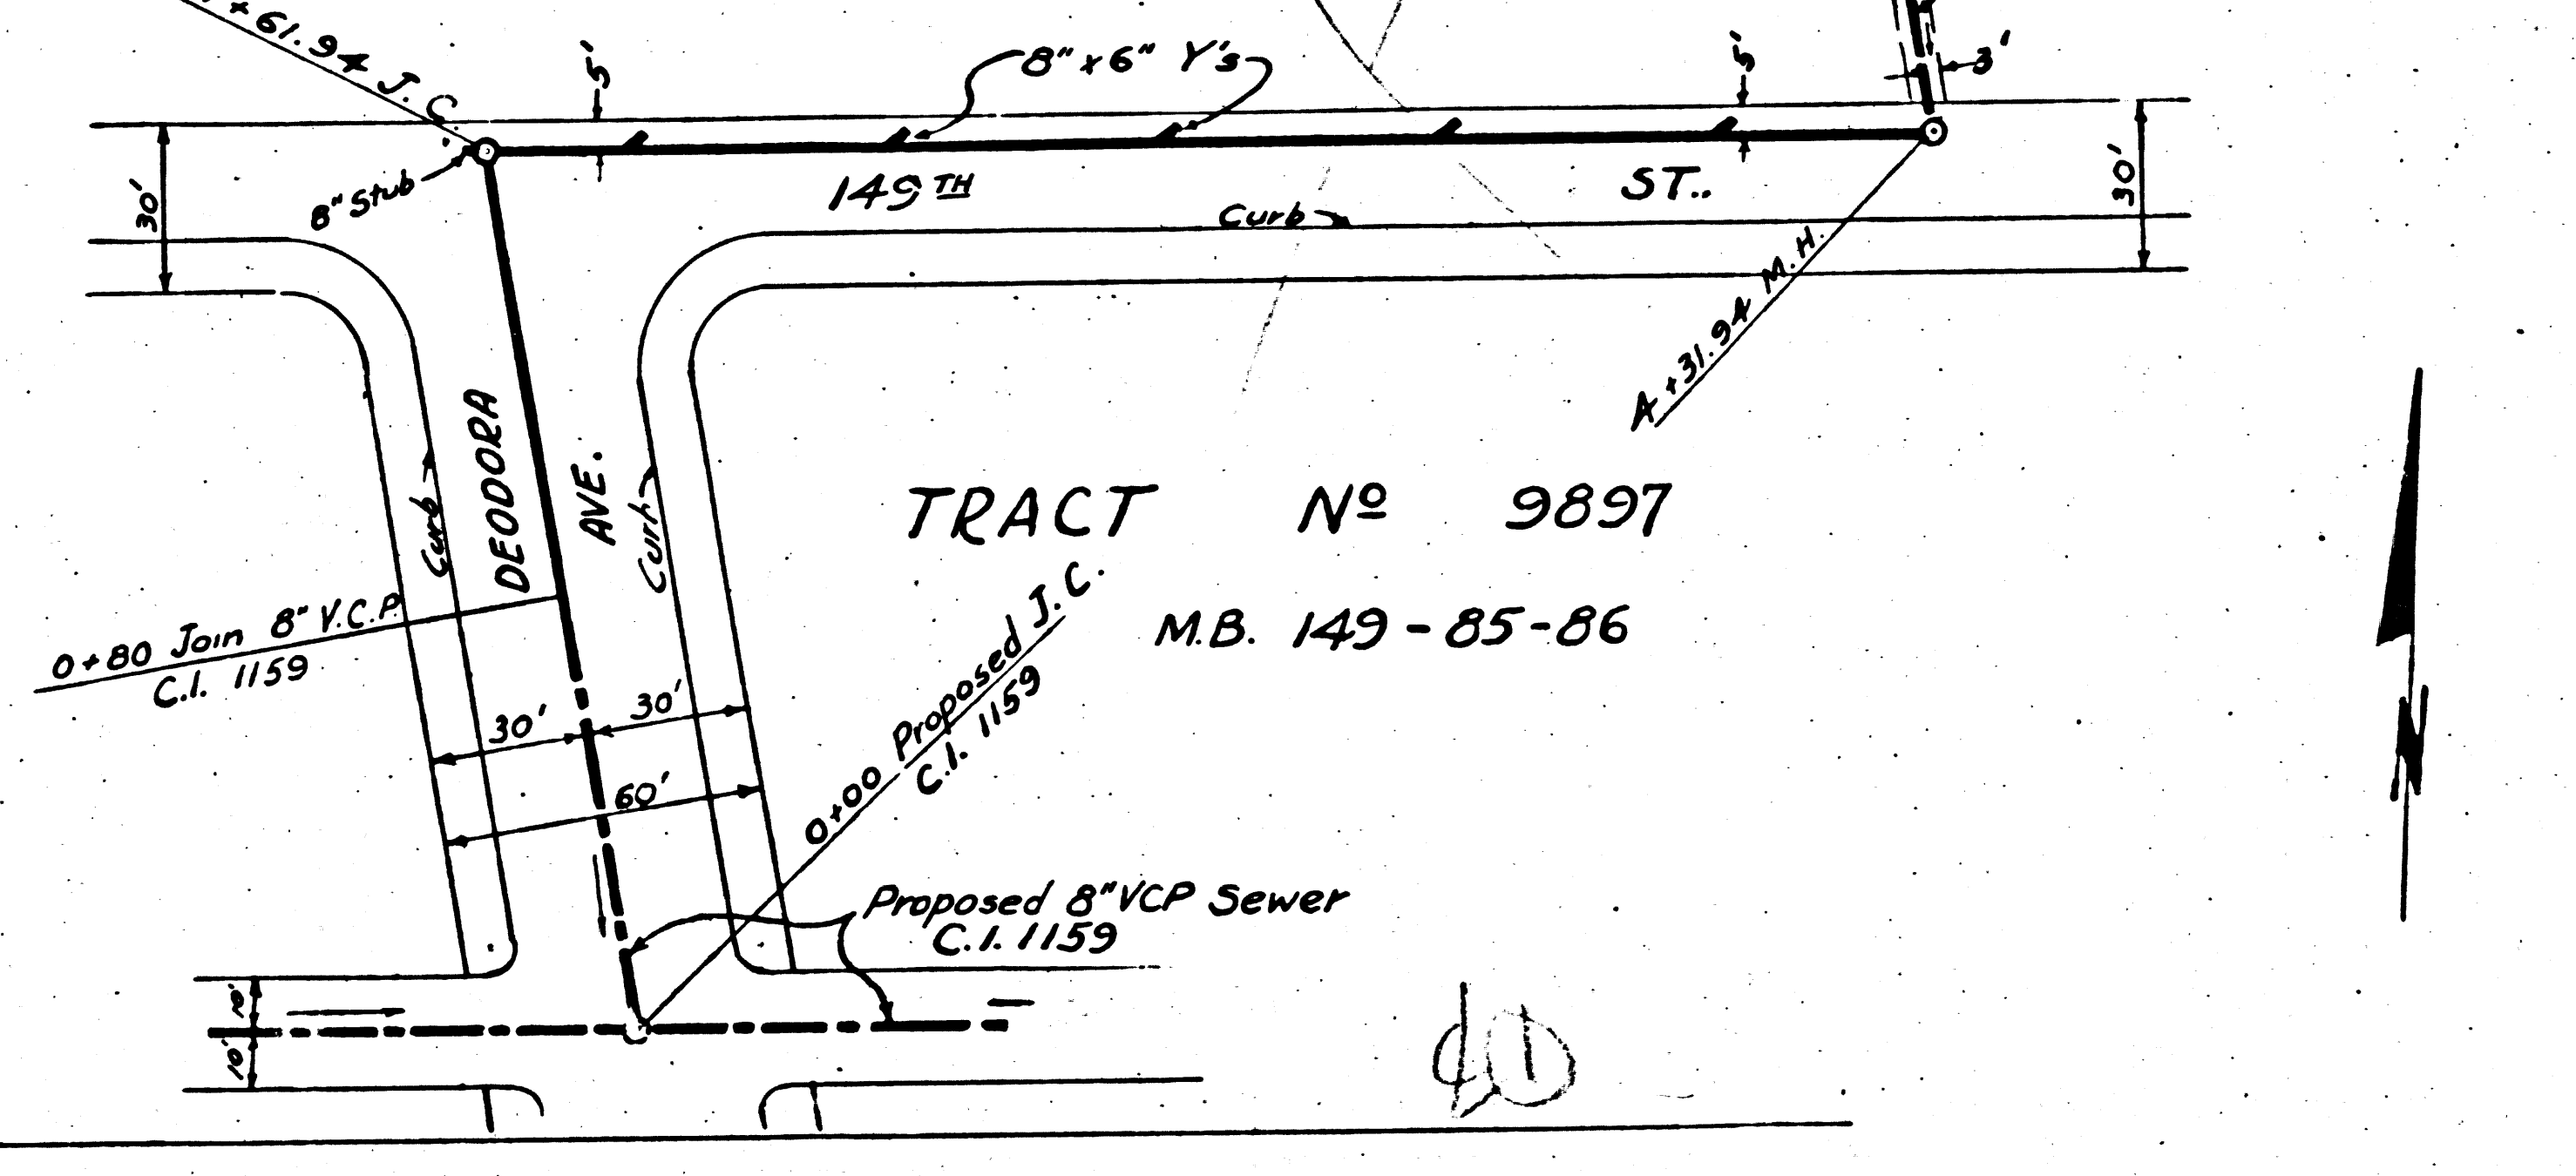 +61.94 J.C.
5'
8"x6" Y's
5'
3'
30'
8" Stub
149TH ST..
Curb
30'
4+31.94 M.H.
DEODORA AVE.
Curb
Curb
TRACT Nº 9897
M.B. 149-85-86
0+80 Join 8" V.C.P.
C.I. 1159
30'
30'
60'
0+00 Proposed J.C.
C.I. 1159
Proposed 8" VCP Sewer
C.I. 1159
10'
10'
N